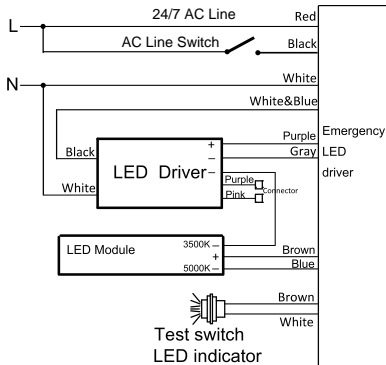 24/7 AC Line
Red
L
AC Line Switch
Black
White
N
White&Blue
Purple
Emergency
+
Black
Gray
LED
–
LED Driver
–
driver
Purple
Connector
White
Pink
LED Module
3500K –
+
Brown
5000K –
Blue
Brown
White
Test switch
LED indicator